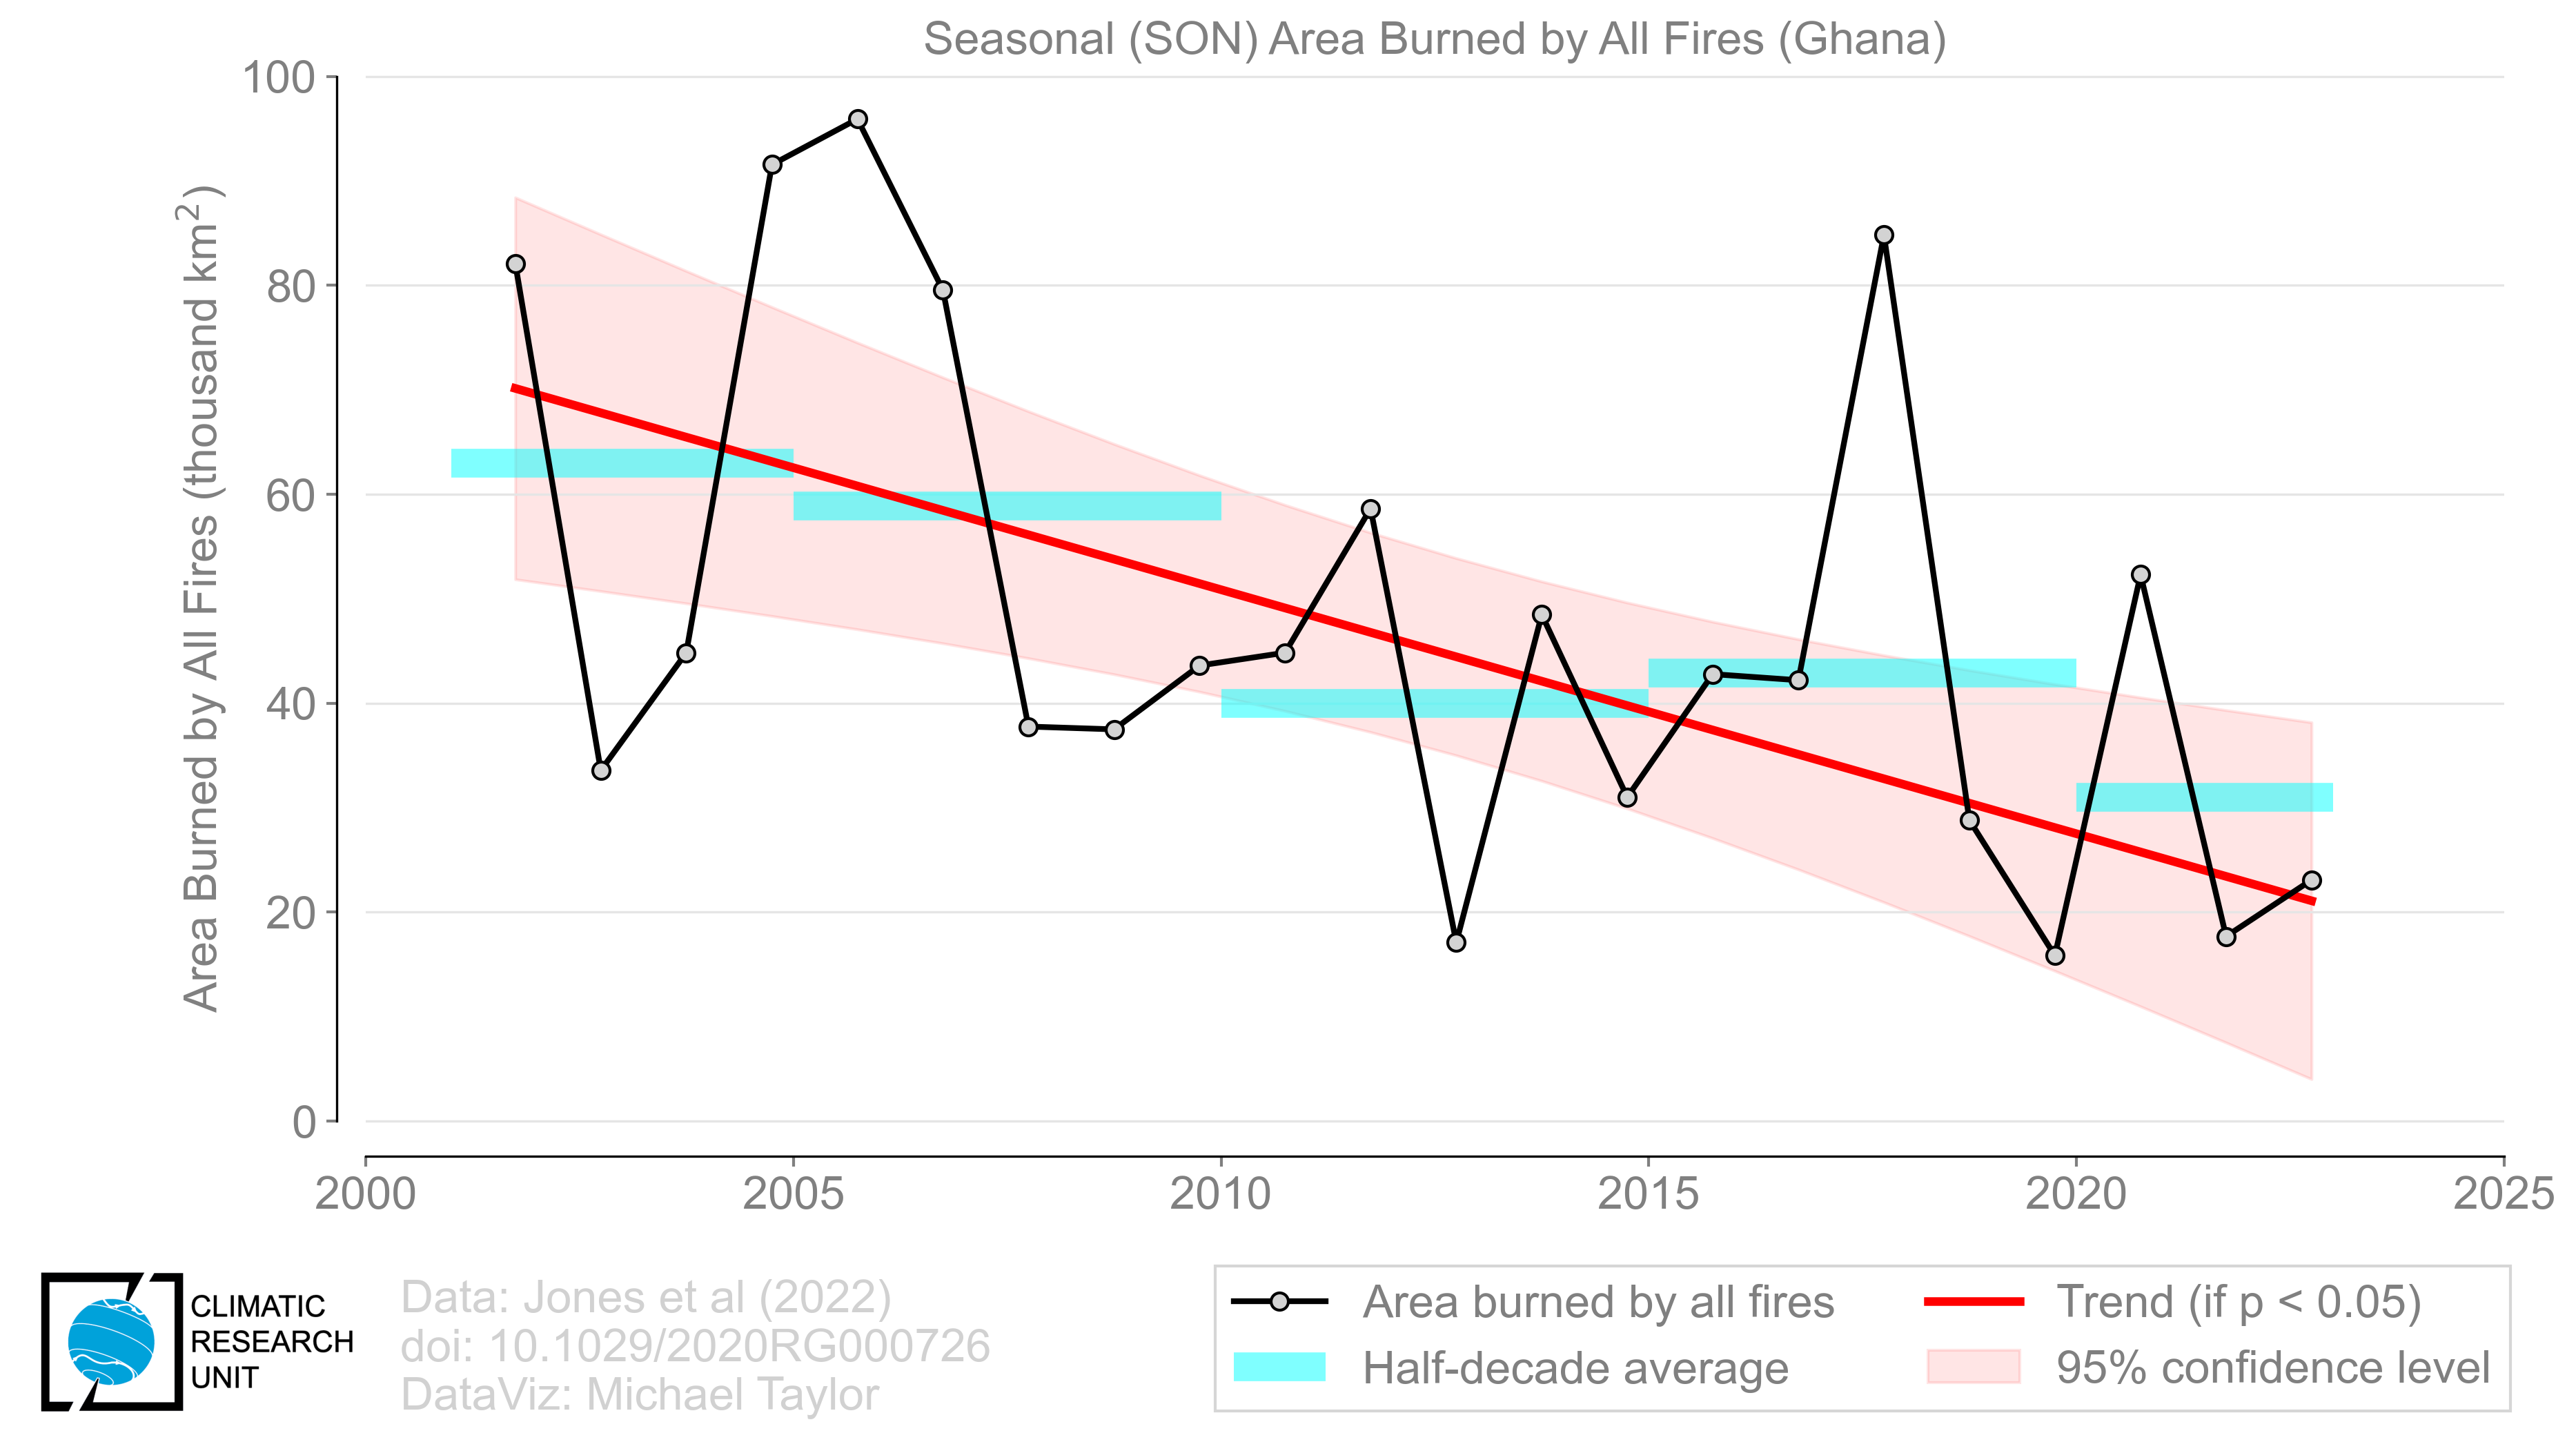 Seasonal (SON) Area Burned by All Fires (Ghana)
Area Burned by All Fires (thousand km²)
100
80
60
40
20
0
2000 2005 2010 2015 2020 2025
CLIMATIC
RESEARCH
UNIT
Data: Jones et al (2022)
doi: 10.1029/2020RG000726
DataViz: Michael Taylor
Area burned by all fires
Half-decade average
Trend (if p < 0.05)
95% confidence level